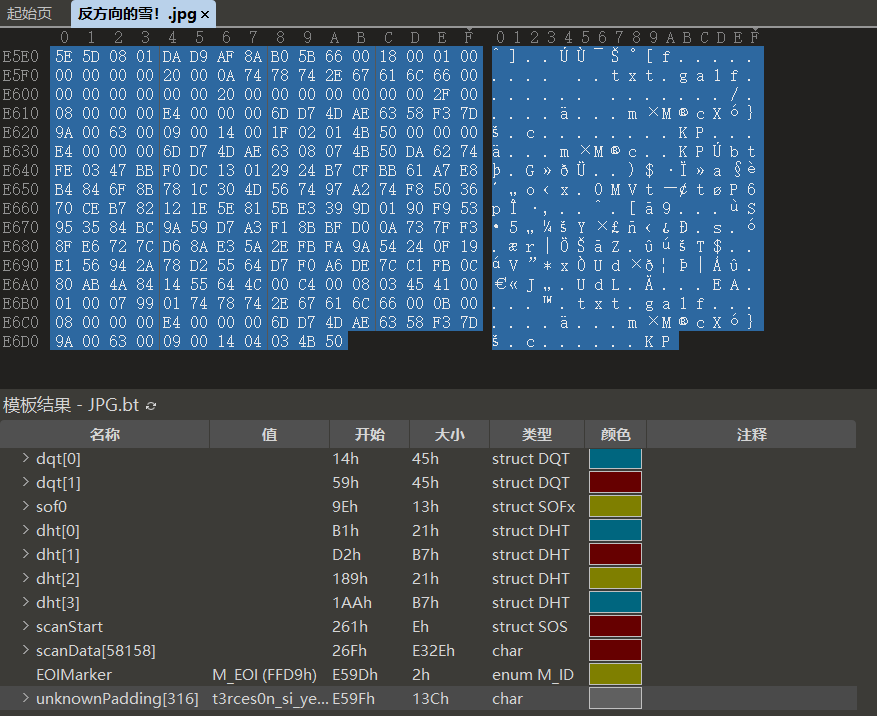 起始页 反方向的雪！.jpg ×
0 1 2 3 4 5 6 7 8 9 A B C D E F 0 1 2 3 4 5 6 7 8 9 A B C D E F
E5E0 5E 5D 08 01 DA D9 AF 8A B0 5B 66 00 18 00 01 00 ^ ] . . Ú Ù ¯ Š ° [ f . . . . .
E5F0 00 00 00 00 20 00 0A 74 78 74 2E 67 61 6C 66 00 . . . . . . t x t . g a l f .
E600 00 00 00 00 00 00 20 00 00 00 00 00 00 00 2F 00 . . . . . . . . . . . . . / .
E610 08 00 00 00 E4 00 00 00 6D D7 4D AE 63 58 F3 7D . . . . ä . . . m × M ® c X ó }
E620 9A 00 63 00 09 00 14 00 1F 02 01 4B 50 00 00 00 š . c . . . . . . . . K P . . .
E630 E4 00 00 00 6D D7 4D AE 63 08 07 4B 50 DA 62 74 ä . . . m × M ® c . . K P Ú b t
E640 FE 03 47 BB F0 DC 13 01 29 24 B7 CF BB 61 A7 E8 þ . G » ð Ü . . ) $ · Ï » a § è
E650 B4 84 6F 8B 78 1C 30 4D 56 74 97 A2 74 F8 50 36 ´ „ o ‹ x . 0 M V t — ¢ t ø P 6
E660 70 CE B7 82 12 1E 5E 81 5B E3 39 9D 01 90 F9 53 p Î · ‚ . . ^ . [ ã 9 . . . ù S
E670 95 35 84 BC 9A 59 D7 A3 F1 8B BF D0 0A 73 7F F3 • 5 „ ¼ š Y × £ ñ ‹ ¿ Ð . s . ó
E680 8F E6 72 7C D6 8A E3 5A 2E FB FA 9A 54 24 0F 19 . æ r | Ö Š ã Z . û ú š T $ . .
E690 E1 56 94 2A 78 D2 55 64 D7 F0 A6 DE 7C C1 FB 0C á V ” * x Ò U d × ð ¦ Þ | Á û .
E6A0 80 AB 4A 84 14 55 64 4C 00 C4 00 08 03 45 41 00 € « J „ . U d L . Ä . . . E A .
E6B0 01 00 07 99 01 74 78 74 2E 67 61 6C 66 00 0B 00 . . . ™ . t x t . g a l f . . .
E6C0 08 00 00 00 E4 00 00 00 6D D7 4D AE 63 58 F3 7D . . . . ä . . . m × M ® c X ó }
E6D0 9A 00 63 00 09 00 14 04 03 4B 50 š . c . . . . . . K P
模板结果 - JPG.bt
名称 值 开始 大小 类型 颜色 注释
dqt[0] 14h 45h struct DQT
dqt[1] 59h 45h struct DQT
sof0 9Eh 13h struct SOFx
dht[0] B1h 21h struct DHT
dht[1] D2h B7h struct DHT
dht[2] 189h 21h struct DHT
dht[3] 1AAh B7h struct DHT
scanStart 261h Eh struct SOS
scanData[58158] 26Fh E32Eh char
EOIMarker M_EOI (FFD9h) E59Dh 2h enum M_ID
unknownPadding[316] t3rces0n_si_ye... E59Fh 13Ch char